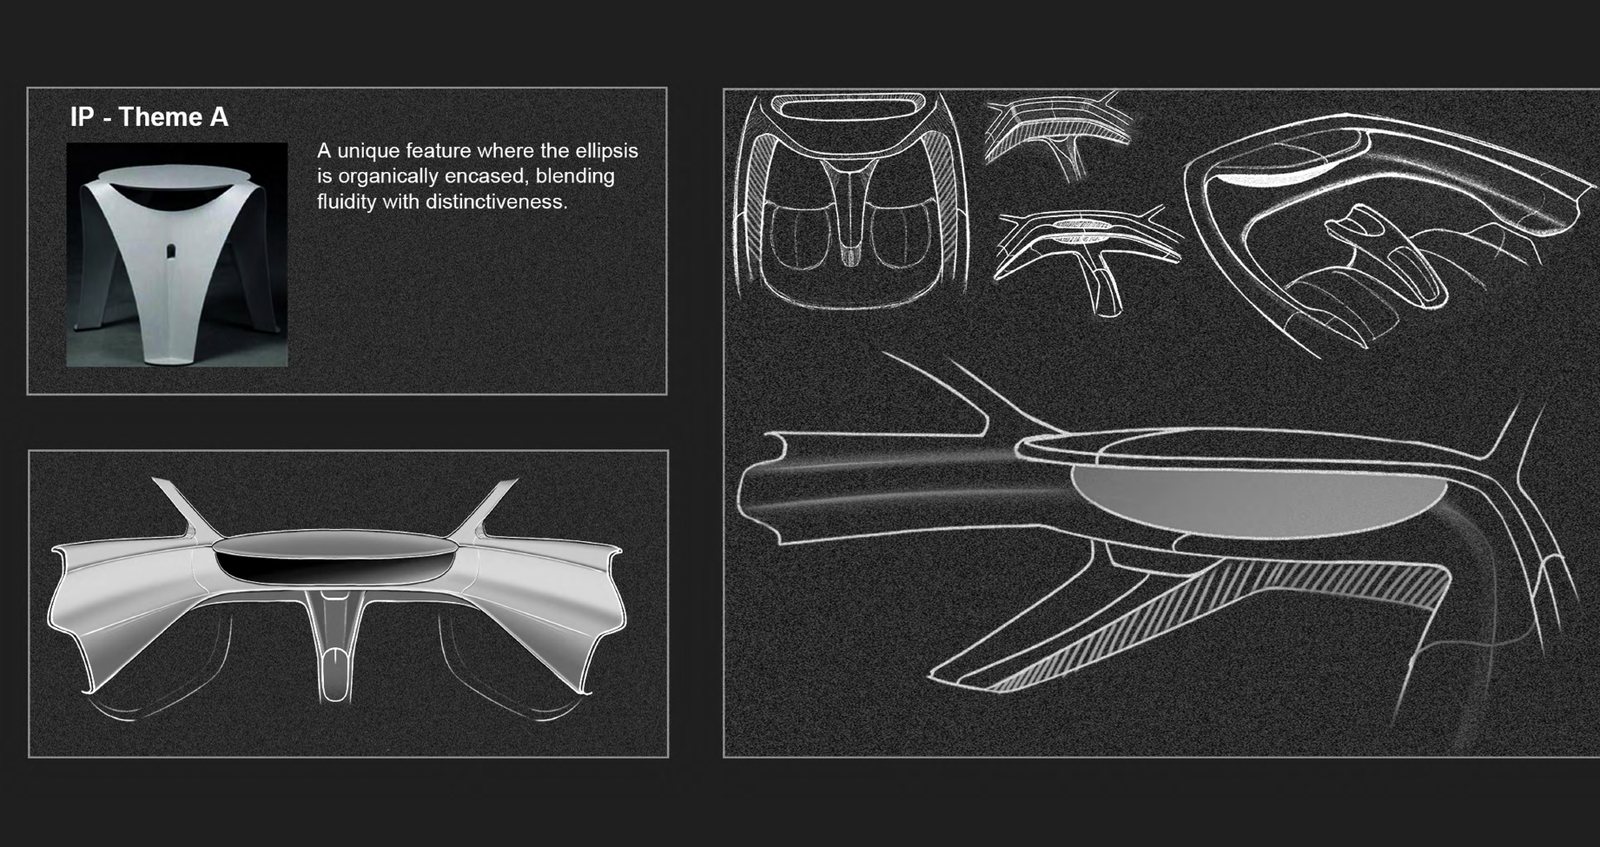 IP - Theme A
A unique feature where the ellipsis
is organically encased, blending
fluidity with distinctiveness.